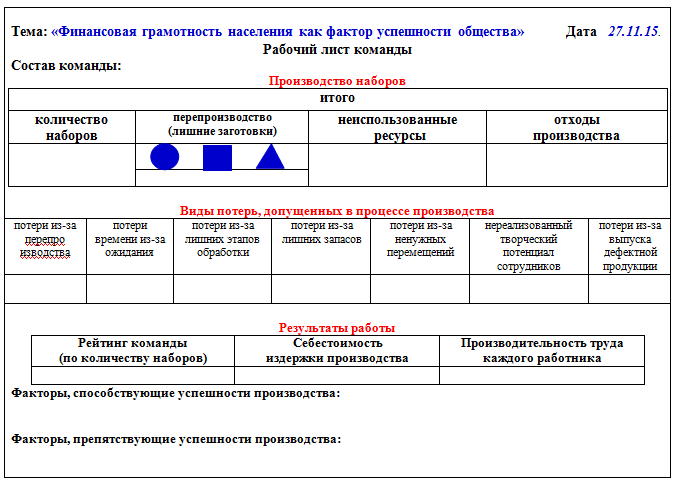 Тема: «Финансовая грамотность населения как фактор успешности общества» Дата 27.11.15.
Рабочий лист команды
Состав команды:
Производство наборов
итого
количество наборов
перепроизводство (лишние заготовки)
неиспользованные ресурсы
отходы производства
Виды потерь, допущенных в процессе производства
потери из-за перепро изводства
потери времени из-за ожидания
потери из-за лишних этапов обработки
потери из-за лишних запасов
потери из-за ненужных перемещений
нереализованный творческий потенциал сотрудников
потери из-за выпуска дефектной продукции
Результаты работы
Рейтинг команды (по количеству наборов)
Себестоимость издержки производства
Производительность труда каждого работника
Факторы, способствующие успешности производства:
Факторы, препятствующие успешности производства: